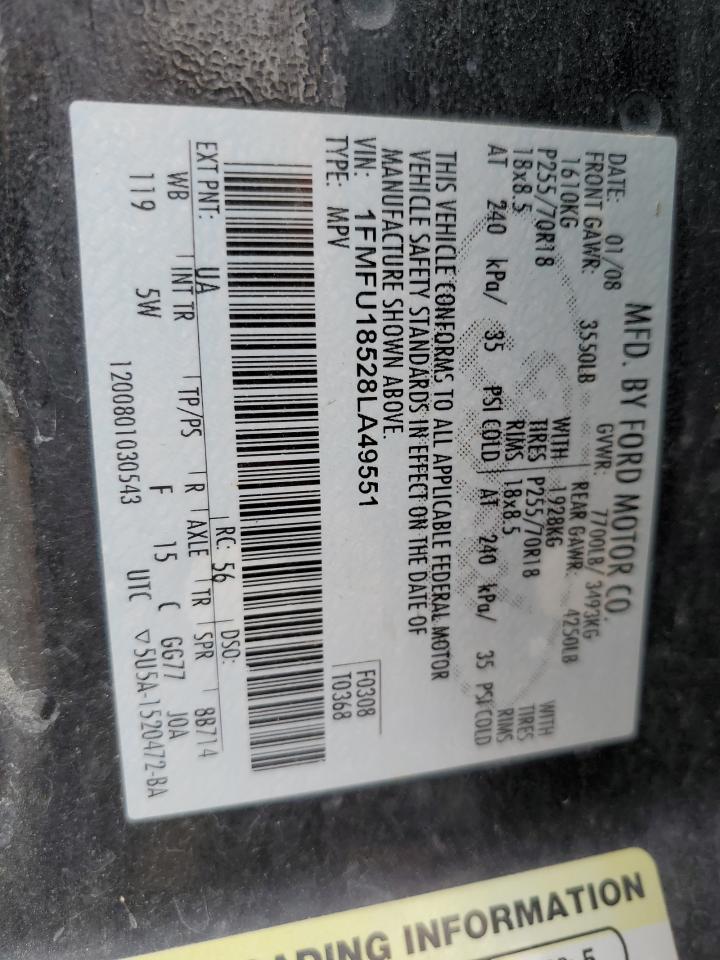 MFD. BY FORD MOTOR CO.
DATE: 01/08 GVWR: 7700LB/ 3493KG
FRONT GAWR: 3550LB REAR GAWR: 4250LB
1610KG WITH 1928KG WITH
P255/70R18 TIRES P255/70R18 TIRES
18x8.5 RIMS 18x8.5 RIMS
AT 240 kPa/ 35 PSI COLD AT 240 kPa/ 35 PSI COLD
THIS VEHICLE CONFORMS TO ALL APPLICABLE FEDERAL MOTOR
VEHICLE SAFETY STANDARDS IN EFFECT ON THE DATE OF
MANUFACTURE SHOWN ABOVE.
VIN: 1FMFU18528LA49551 F0308
TYPE: MPV T0368
EXT PNT: UA RC: 56 DSO:
WB INT TR TP/PS R AXLE TR SPR 8B714
119 5W F 15 C GG77 J0A
1200801030543 UTC ▽5U5A-1520472-BA
ADING INFORMATION